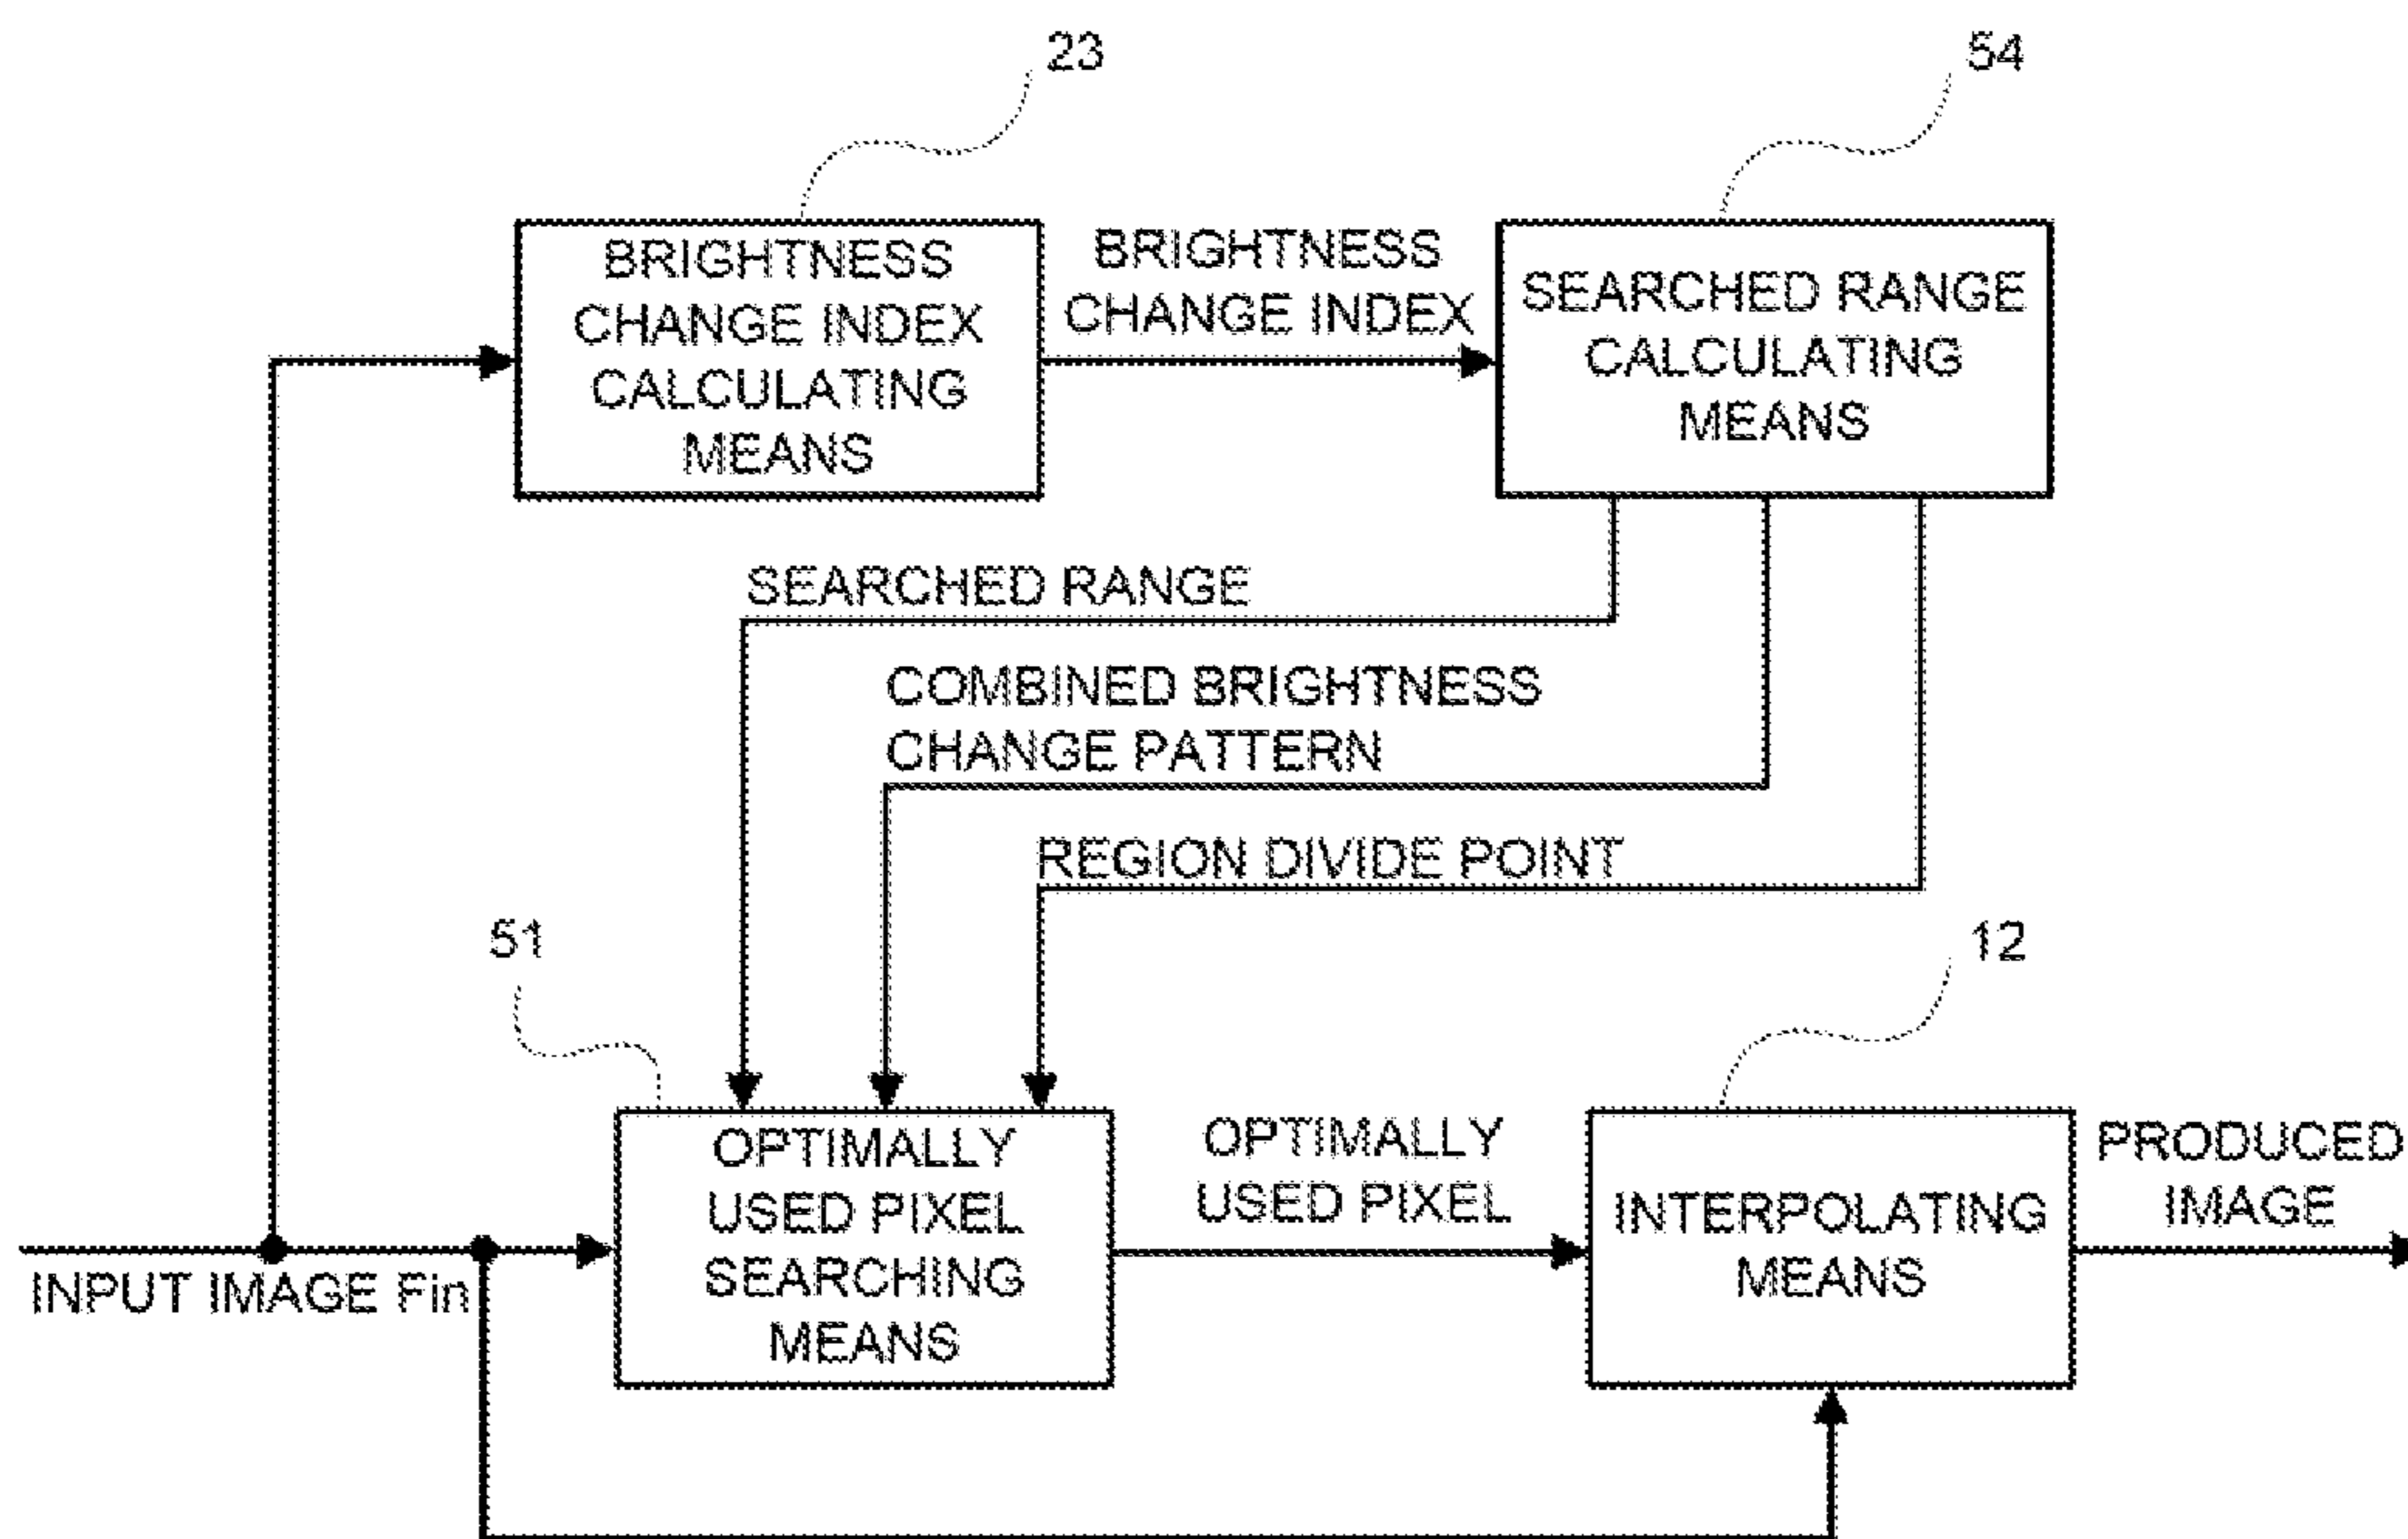 23
54
BRIGHTNESS
CHANGE INDEX
CALCULATING
MEANS
BRIGHTNESS
CHANGE INDEX
SEARCHED RANGE
CALCULATING
MEANS
SEARCHED RANGE
COMBINED BRIGHTNESS
CHANGE PATTERN
REGION DIVIDE POINT
51
12
INPUT IMAGE Fin
OPTIMALLY
USED PIXEL
SEARCHING
MEANS
OPTIMALLY
USED PIXEL
INTERPOLATING
MEANS
PRODUCED
IMAGE